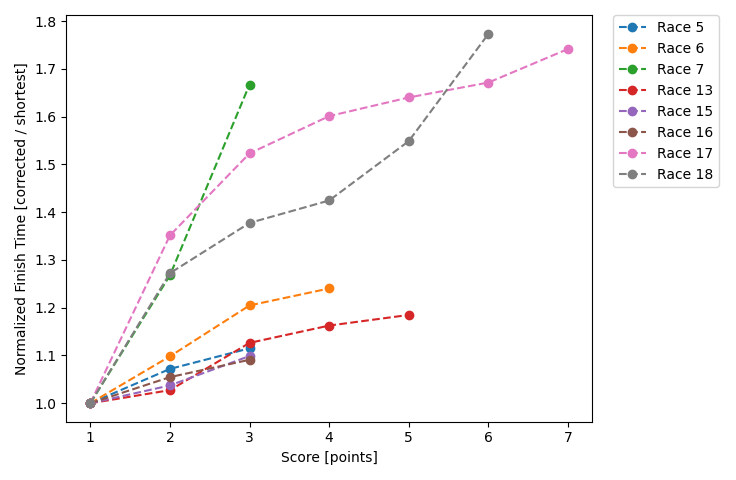 1.8
1.7
1.6
1.5
1.4
1.3
1.2
1.1
1.0
Normalized Finish Time [corrected / shortest]
1 2 3 4 5 6 7
Score [points]
Race 5
Race 6
Race 7
Race 13
Race 15
Race 16
Race 17
Race 18